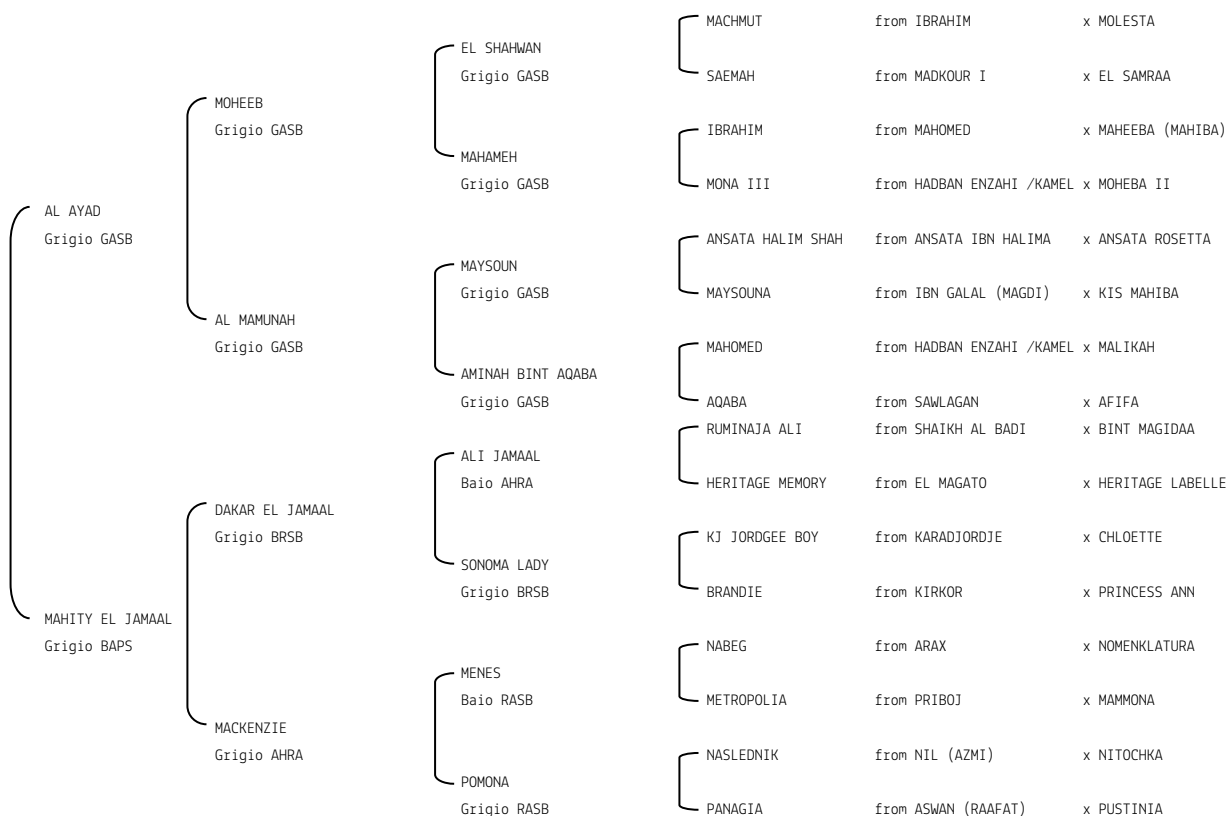 MACHMUT from IBRAHIM x MOLESTA
EL SHAHWAN
Grigio GASB SAEMAH from MADKOUR I x EL SAMRAA
MOHEEB
Grigio GASB IBRAHIM from MAHOMED x MAHEEBA (MAHIBA)
MAHAMEH
Grigio GASB MONA III from HADBAN ENZAHI /KAMEL x MOHEBA II
AL AYAD
Grigio GASB ANSATA HALIM SHAH from ANSATA IBN HALIMA x ANSATA ROSETTA
MAYSOUN
Grigio GASB MAYSOUNA from IBN GALAL (MAGDI) x KIS MAHIBA
AL MAMUNAH
Grigio GASB MAHOMED from HADBAN ENZAHI /KAMEL x MALIKAH
AMINAH BINT AQABA
Grigio GASB AQABA from SAWLAGAN x AFIFA
RUMINAJA ALI from SHAIKH AL BADI x BINT MAGIDAA
ALI JAMAAL
Baio AHRA HERITAGE MEMORY from EL MAGATO x HERITAGE LABELLE
DAKAR EL JAMAAL
Grigio BRSB KJ JORDGEE BOY from KARADJORDJE x CHLOETTE
SONOMA LADY
Grigio BRSB BRANDIE from KIRKOR x PRINCESS ANN
MAHITY EL JAMAAL
Grigio BAPS NABEG from ARAX x NOMENKLATURA
MENES
Baio RASB METROPOLIA from PRIBOJ x MAMMONA
MACKENZIE
Grigio AHRA NASLEDNIK from NIL (AZMI) x NITOCHKA
POMONA
Grigio RASB PANAGIA from ASWAN (RAAFAT) x PUSTINIA